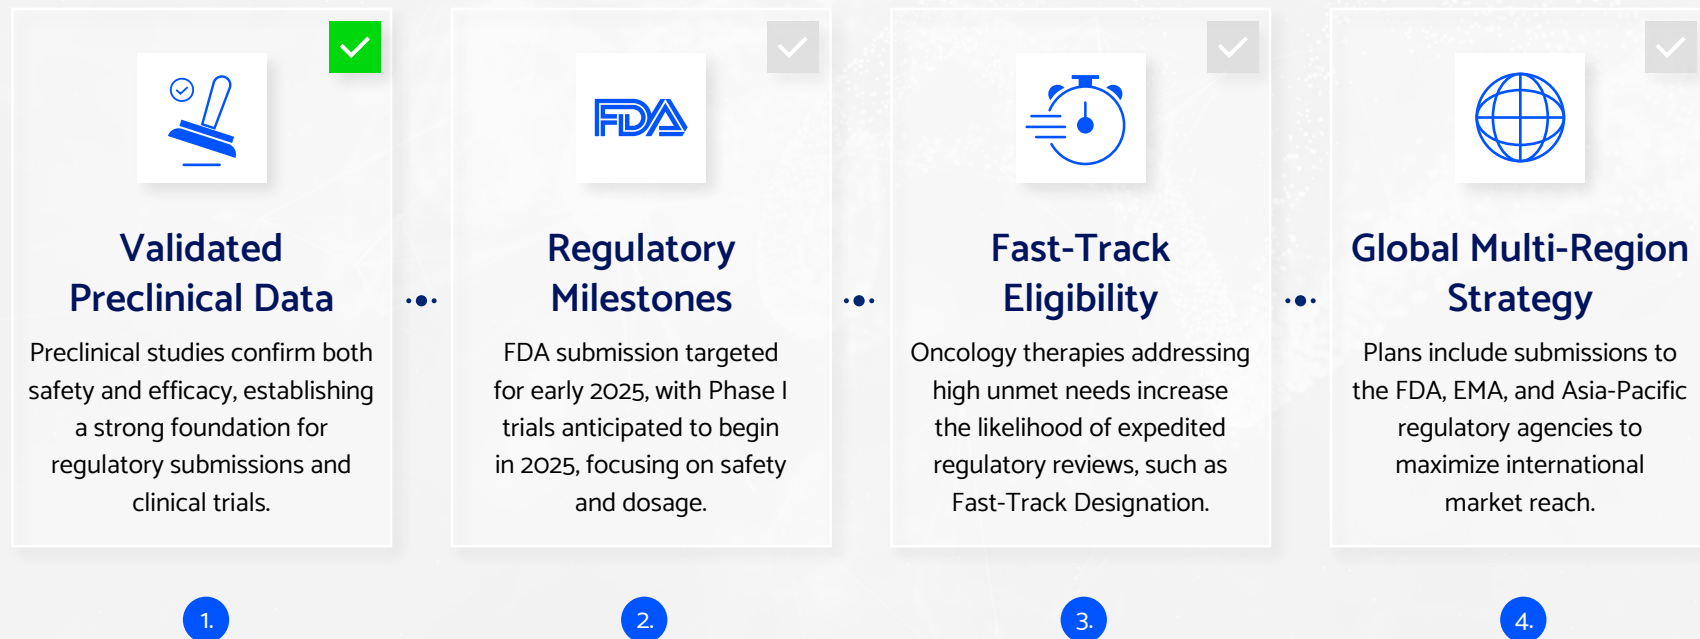 FDA
Validated
Preclinical Data
Preclinical studies confirm both
safety and efficacy, establishing
a strong foundation for
regulatory submissions and
clinical trials.
1.
Regulatory
Milestones
FDA submission targeted
for early 2025, with Phase I
trials anticipated to begin
in 2025, focusing on safety
and dosage.
2.
Fast-Track
Eligibility
Oncology therapies addressing
high unmet needs increase
the likelihood of expedited
regulatory reviews, such as
Fast-Track Designation.
3.
Global Multi-Region
Strategy
Plans include submissions to
the FDA, EMA, and Asia-Pacific
regulatory agencies to
maximize international
market reach.
4.